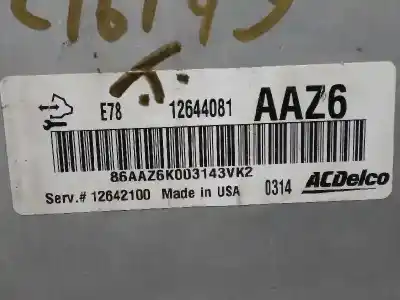 E78 12644081 AAZ6
86AAZ6K003143VK2
Serv.# 12642100 Made in USA 0314 ACDelco